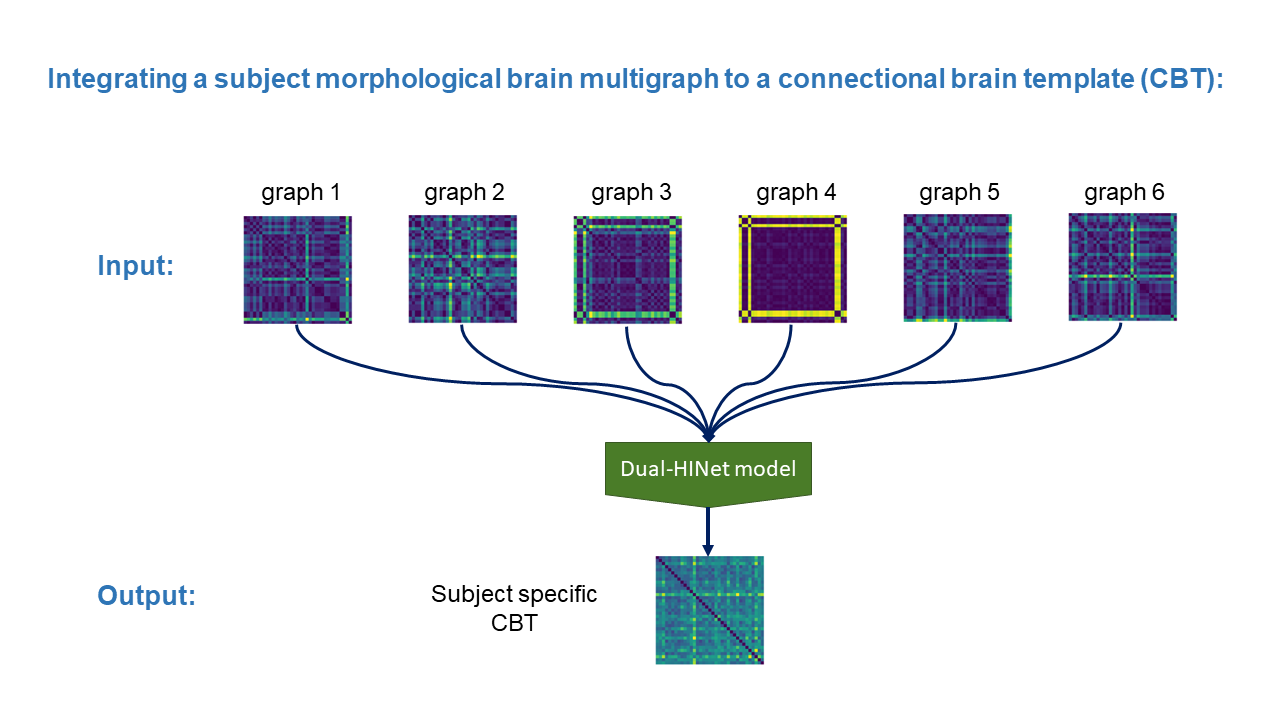 Integrating a subject morphological brain multigraph to a connectional brain template (CBT):
graph 1 graph 2 graph 3 graph 4 graph 5 graph 6
Input:
Dual-HINet model
Output:
Subject specific
CBT